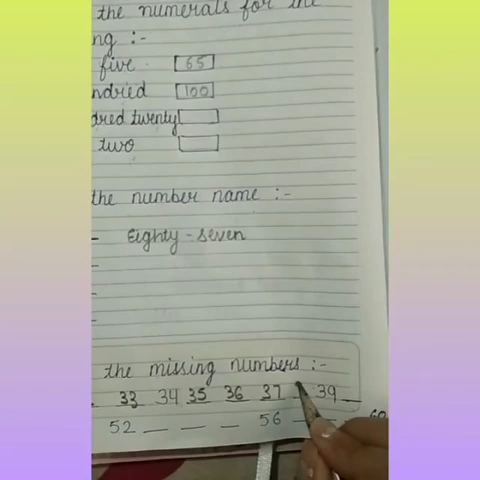 the numerals for the
ng :-
five 65
ndred 100
dred twenty
two
the number name :-
- Eighty-seven
-
-
-
the missing numbers :-
_ 33 34 35 36 37 _ 39 _
52 _ _ _ 56 _ _ 60